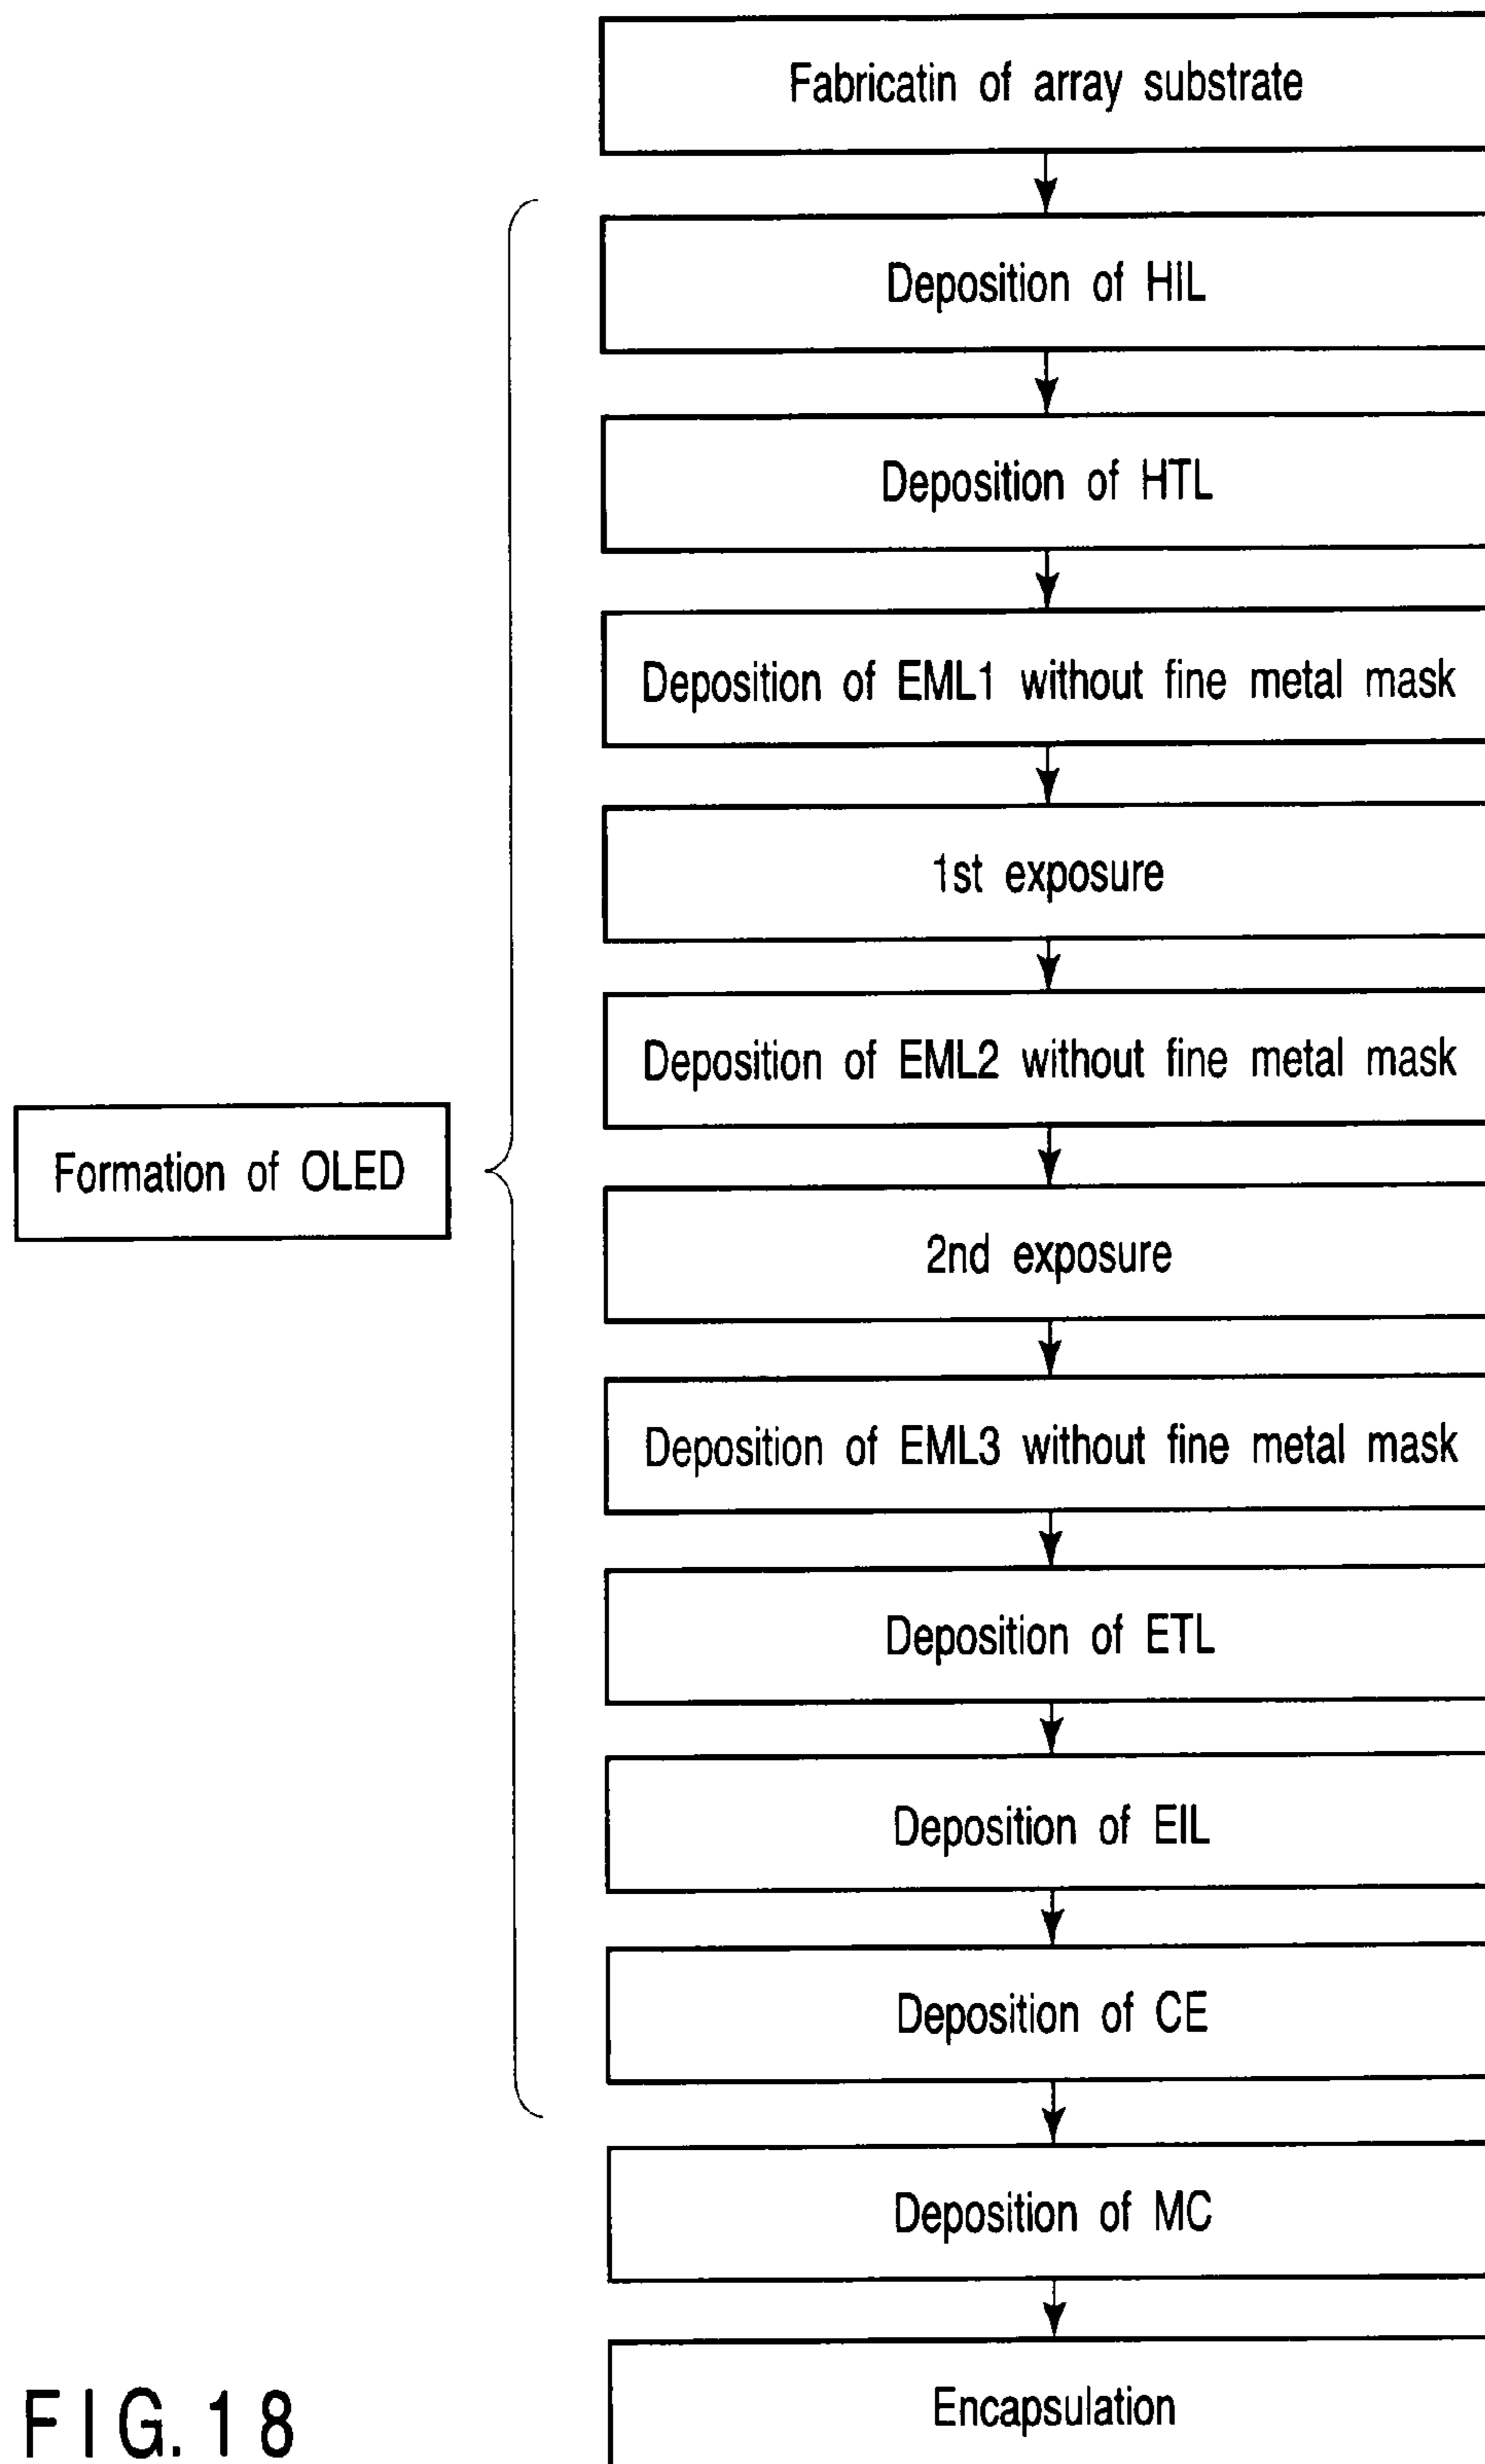 Fabricatin of array substrate
Deposition of HIL
Deposition of HTL
Deposition of EML1 without fine metal mask
1st exposure
Deposition of EML2 without fine metal mask
Formation of OLED
2nd exposure
Deposition of EML3 without fine metal mask
Deposition of ETL
Deposition of EIL
Deposition of CE
Deposition of MC
Encapsulation
FIG.18